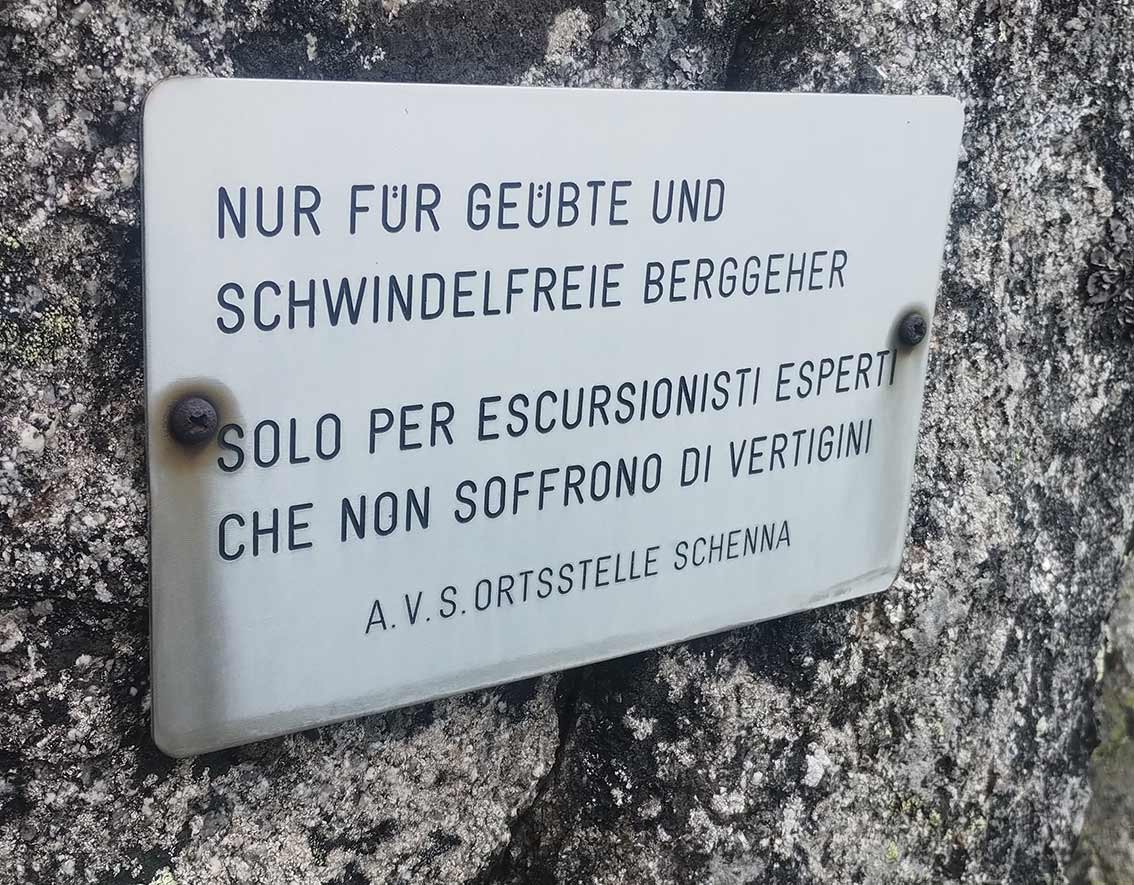 NUR FÜR GEÜBTE UND
SCHWINDELFREIE BERGGEHER
SOLO PER ESCURSIONISTI ESPERTI
CHE NON SOFFRONO DI VERTIGINI
A.V.S. ORTSSTELLE SCHENNA